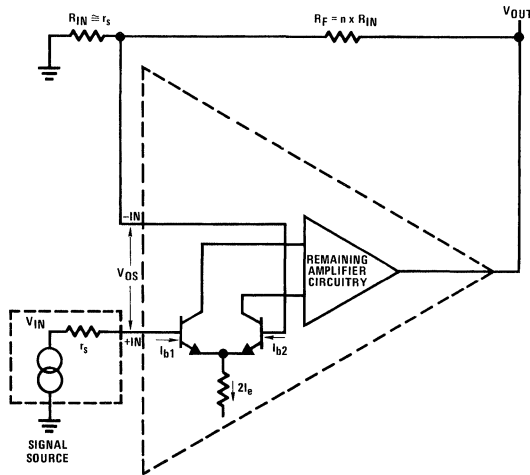 R_IN ≅ r_s
R_F = n x R_IN
V_OUT
–IN
V_OS
REMAINING
AMPLIFIER
CIRCUITRY
V_IN
r_s
+IN
I_b1
I_b2
2I_e
SIGNAL
SOURCE